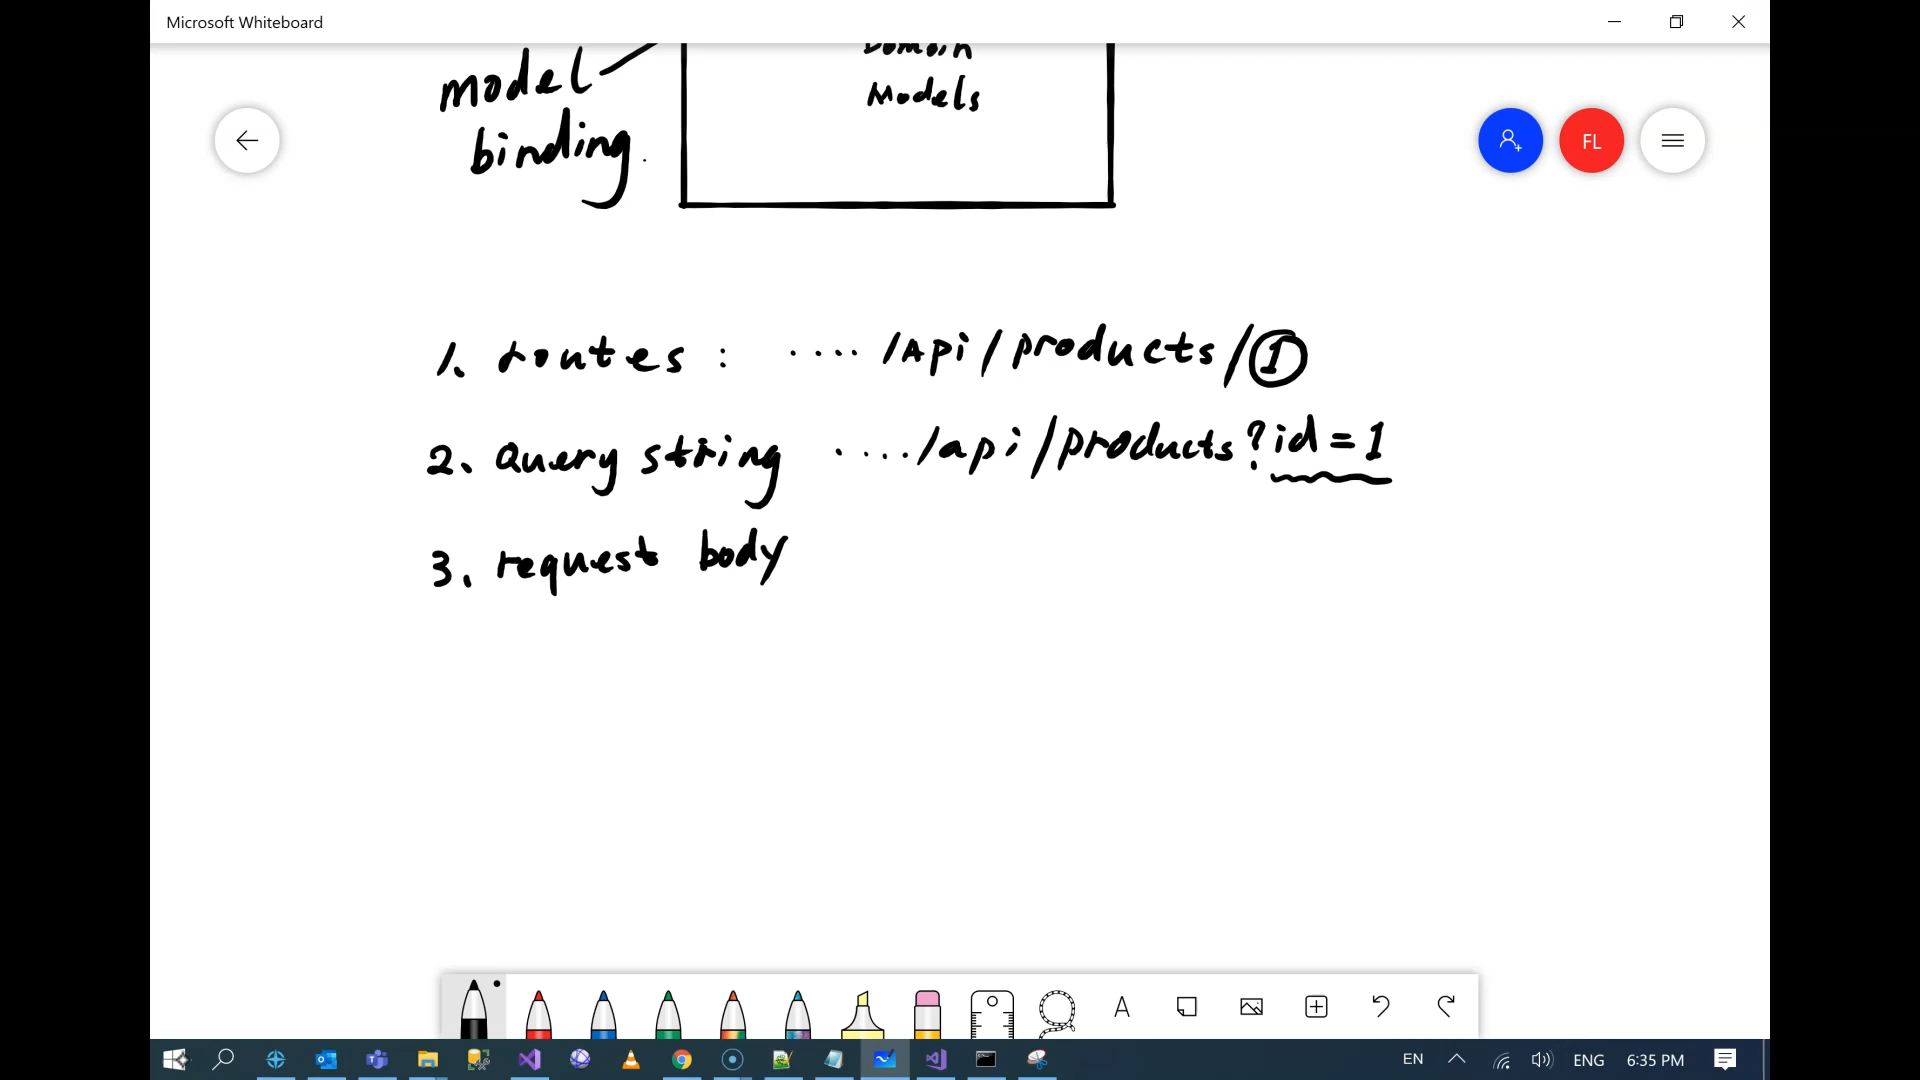 Microsoft Whiteboard
Domain
model
Models
binding.
FL
1. routes : .... /Api/products/1
2. Query string ..../api/products?id=1
3. request body
A
EN ENG 6:35 PM